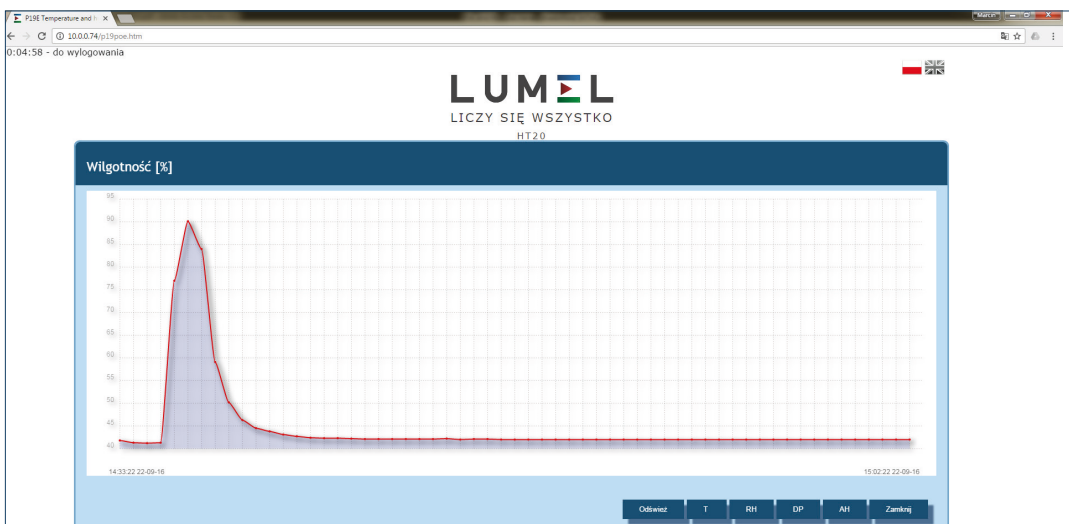 P19E Temperature and h
Marcin
10.0.0.74/p19poe.htm
0:04:58 - do wylogowania
LUMEL
LICZY SIĘ WSZYSTKO
HT20
Wilgotność [%]
95
90
85
80
75
70
65
60
55
50
45
40
14:33:22 22-09-16
15:02:22 22-09-16
Odśwież T RH DP AH Zamknij